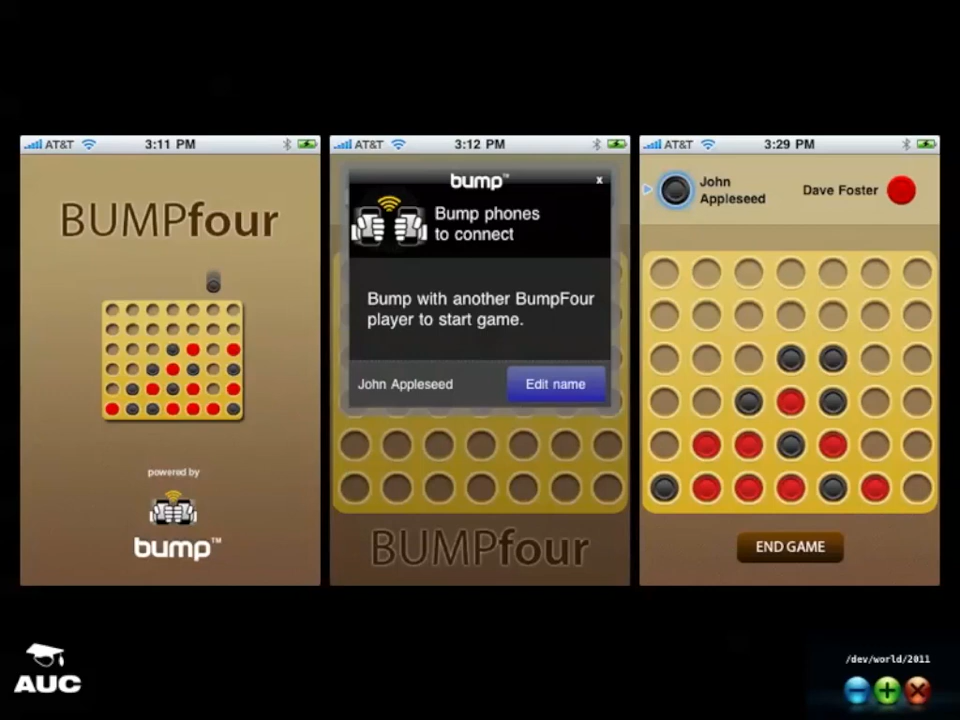 AT&T 3:11 PM
BUMPfour
powered by
bump™
AT&T 3:12 PM
bump™ x
Bump phones
to connect
Bump with another BumpFour
player to start game.
John Appleseed Edit name
BUMPfour
AT&T 3:29 PM
John
Appleseed
Dave Foster
END GAME
AUC
/dev/world/2011